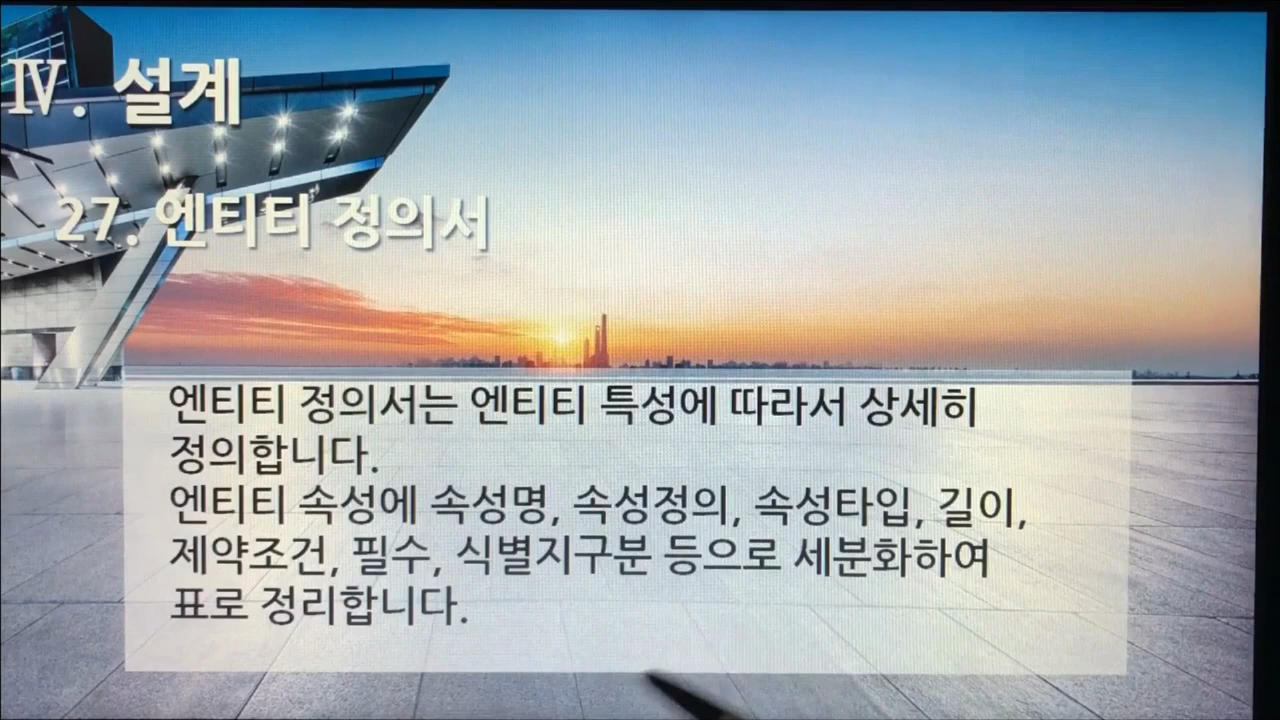 Ⅳ. 설계
27. 엔티티 정의서
엔티티 정의서는 엔티티 특성에 따라서 상세히
정의합니다.
엔티티 속성에 속성명, 속성정의, 속성타입, 길이,
제약조건, 필수, 식별지구분 등으로 세분화하여
표로 정리합니다.